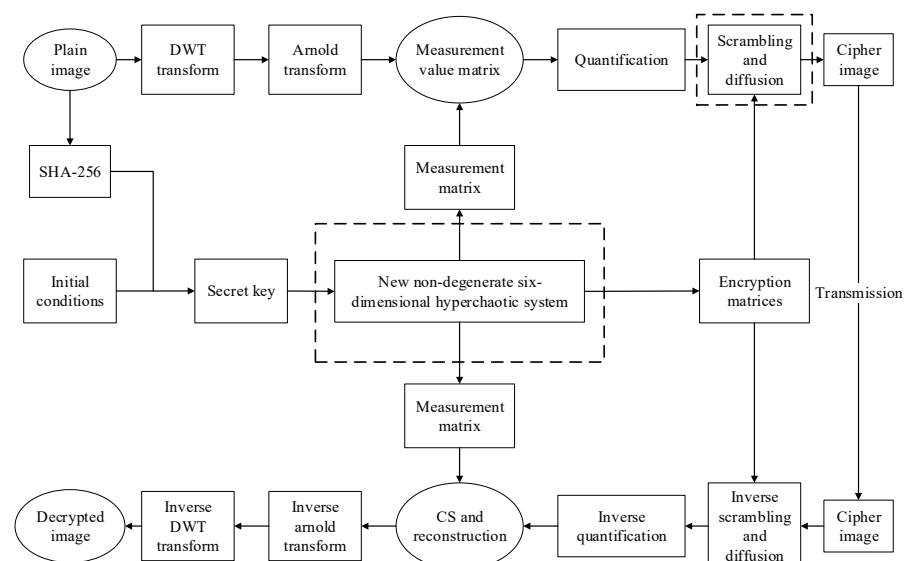 Plain
image
DWT
transform
Arnold
transform
Measurement
value matrix
Quantification
Scrambling
and
diffusion
Cipher
image
SHA-256
Measurement
matrix
Initial
conditions
Secret key
New non-degenerate six-
dimensional hyperchaotic system
Encryption
matrices
Transmission
Measurement
matrix
Decrypted
image
Inverse
DWT
transform
Inverse
arnold
transform
CS and
reconstruction
Inverse
quantification
Inverse
scrambling
and
diffusion
Cipher
image